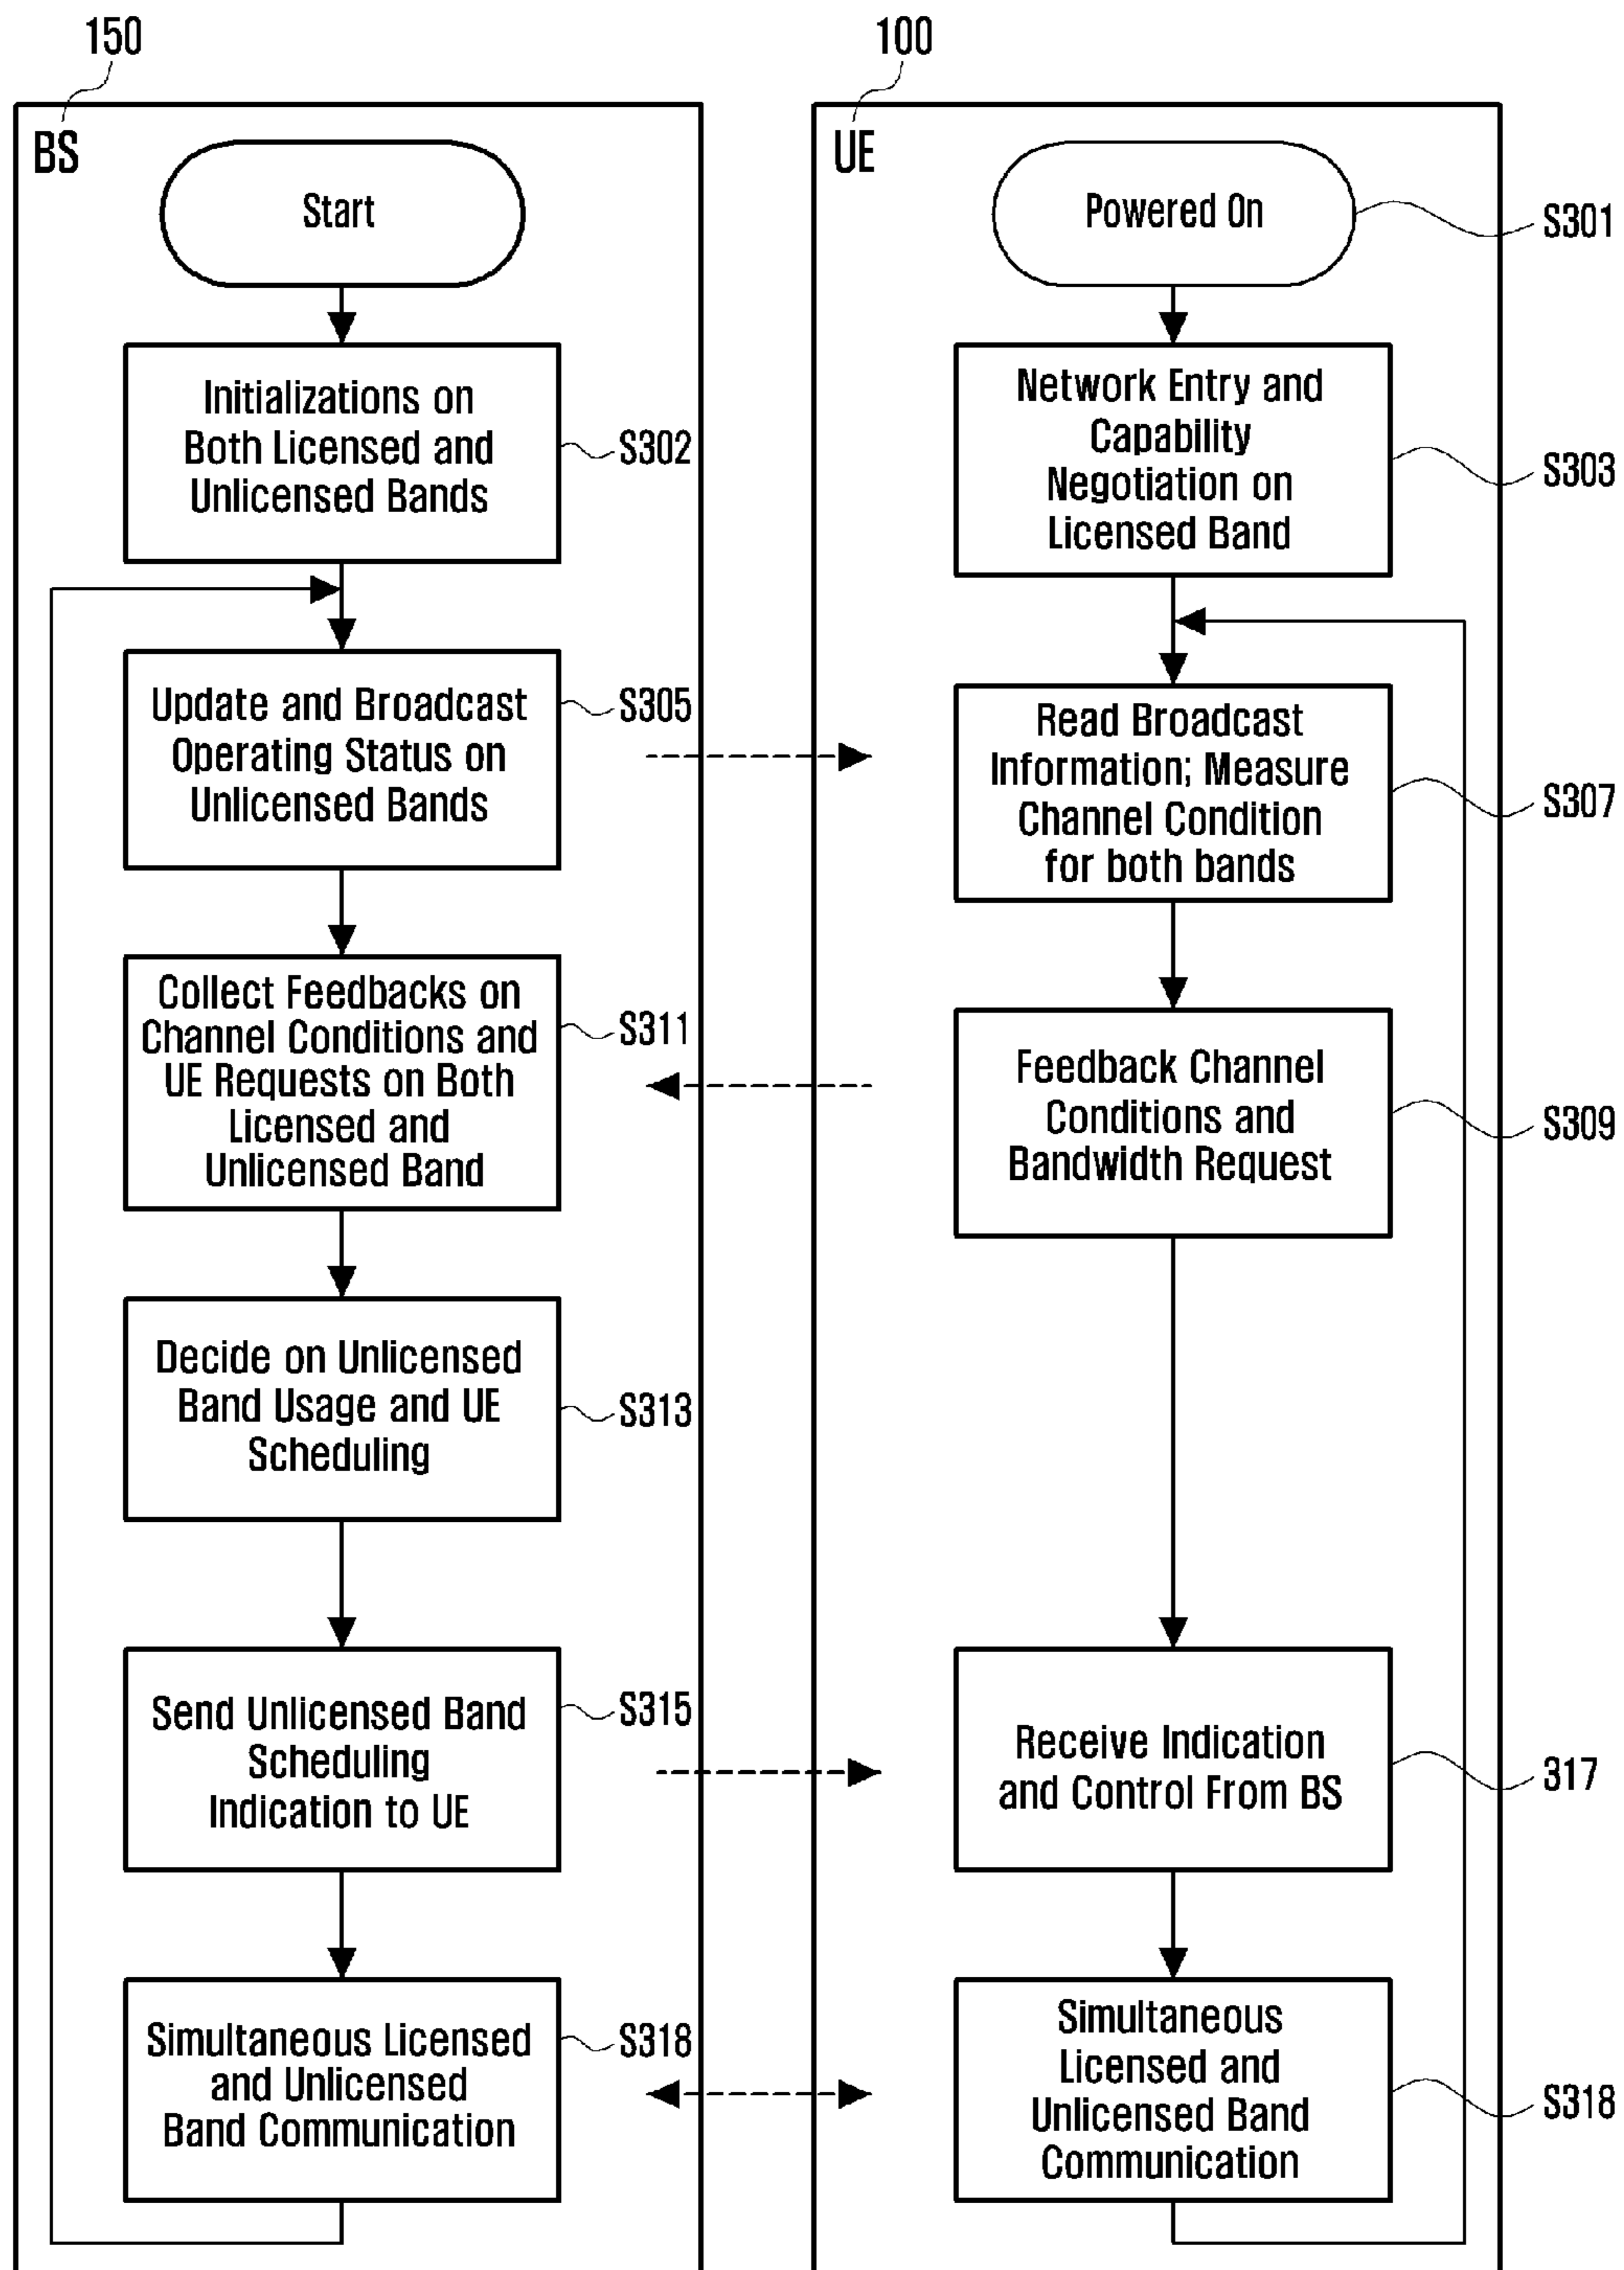 150
BS
Start
Initializations on
Both Licensed and
Unlicensed Bands
S302
Update and Broadcast
Operating Status on
Unlicensed Bands
S305
Collect Feedbacks on
Channel Conditions and
UE Requests on Both
Licensed and
Unlicensed Band
S311
Decide on Unlicensed
Band Usage and UE
Scheduling
S313
Send Unlicensed Band
Scheduling
Indication to UE
S315
Simultaneous Licensed
and Unlicensed
Band Communication
S318
100
UE
Powered On
S301
Network Entry and
Capability
Negotiation on
Licensed Band
S303
Read Broadcast
Information; Measure
Channel Condition
for both bands
S307
Feedback Channel
Conditions and
Bandwidth Request
S309
Receive Indication
and Control From BS
317
Simultaneous
Licensed and
Unlicensed Band
Communication
S318